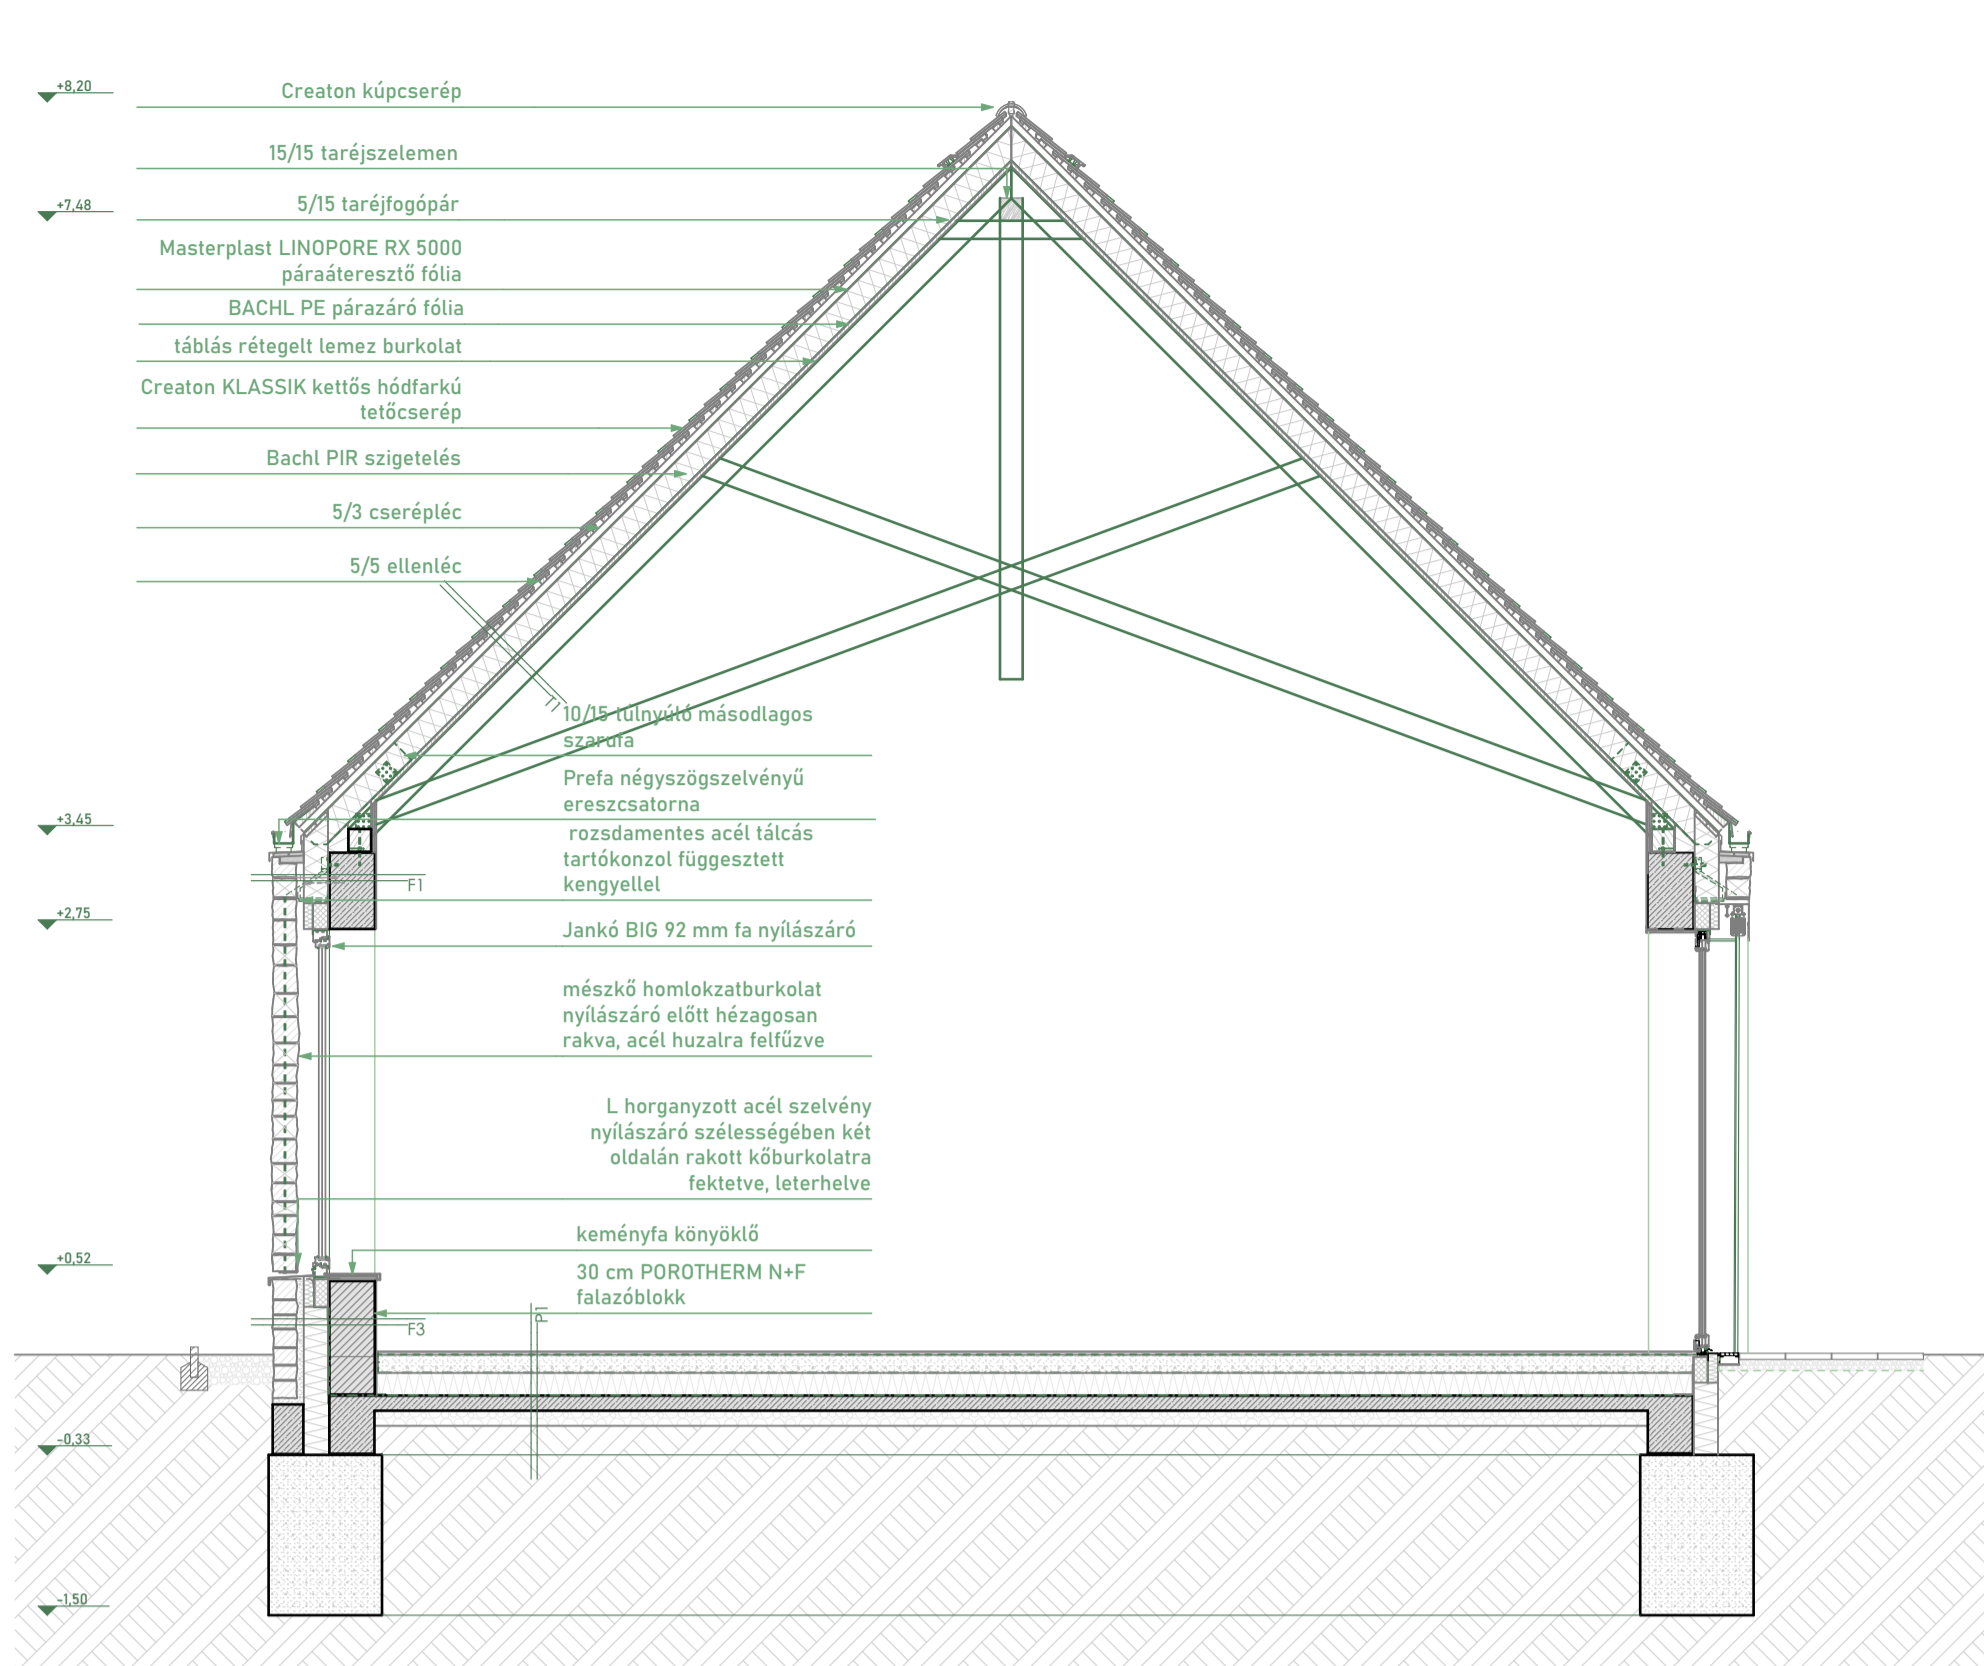 +8,20
Creaton kúpcserép
15/15 taréjszelemen
+7,48
5/15 taréjfogópár
Masterplast LINOPORE RX 5000
páraáteresztő fólia
BACHL PE párazáró fólia
táblás rétegelt lemez burkolat
Creaton KLASSIK kettős hódfarkú
tetőcserép
Bachl PIR szigetelés
5/3 cserépléc
5/5 ellenléc
T1
10/15 túlnyúló másodlagos
szarufa
Prefa négyszögszelvényű
ereszcsatorna
+3,45
rozsdamentes acél tálcás
tartókonzol függesztett
kengyellel
F1
+2,75
Jankó BIG 92 mm fa nyílászáró
mészkő homlokzatburkolat
nyílászáró előtt hézagosan
rakva, acél huzalra felfűzve
L horganyzott acél szelvény
nyílászáró szélességében két
oldalán rakott kőburkolatra
fektetve, leterhelve
keményfa könyöklő
+0,52
30 cm POROTHERM N+F
falazóblokk
P1
F3
-0,33
-1,50